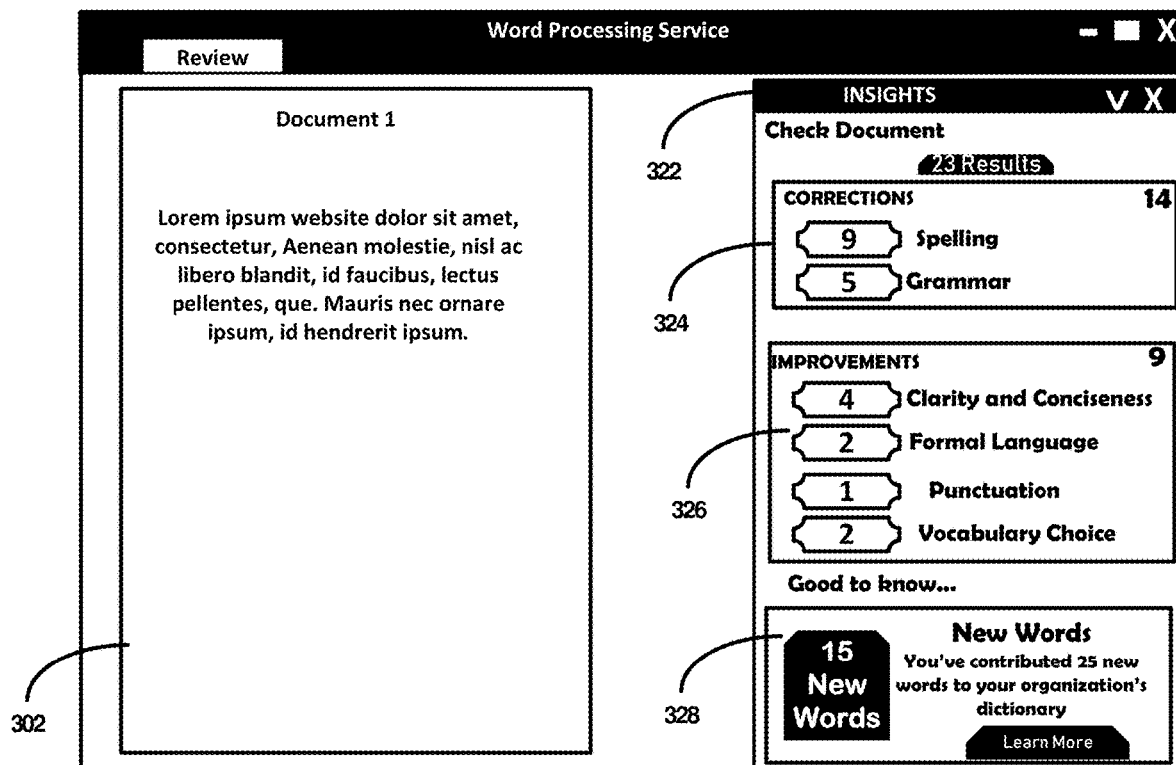 Word Processing Service
X
Review
Document 1
Lorem ipsum website dolor sit amet,
consectetur, Aenean molestie, nisl ac
libero blandit, id faucibus, lectus
pellentes, que. Mauris nec ornare
ipsum, id hendrerit ipsum.
302
INSIGHTS V X
322
Check Document
23 Results
CORRECTIONS 14
9 Spelling
5 Grammar
324
IMPROVEMENTS 9
4 Clarity and Conciseness
2 Formal Language
1 Punctuation
2 Vocabulary Choice
326
Good to know...
15
New
Words
New Words
You've contributed 25 new
words to your organization's
dictionary
Learn More
328